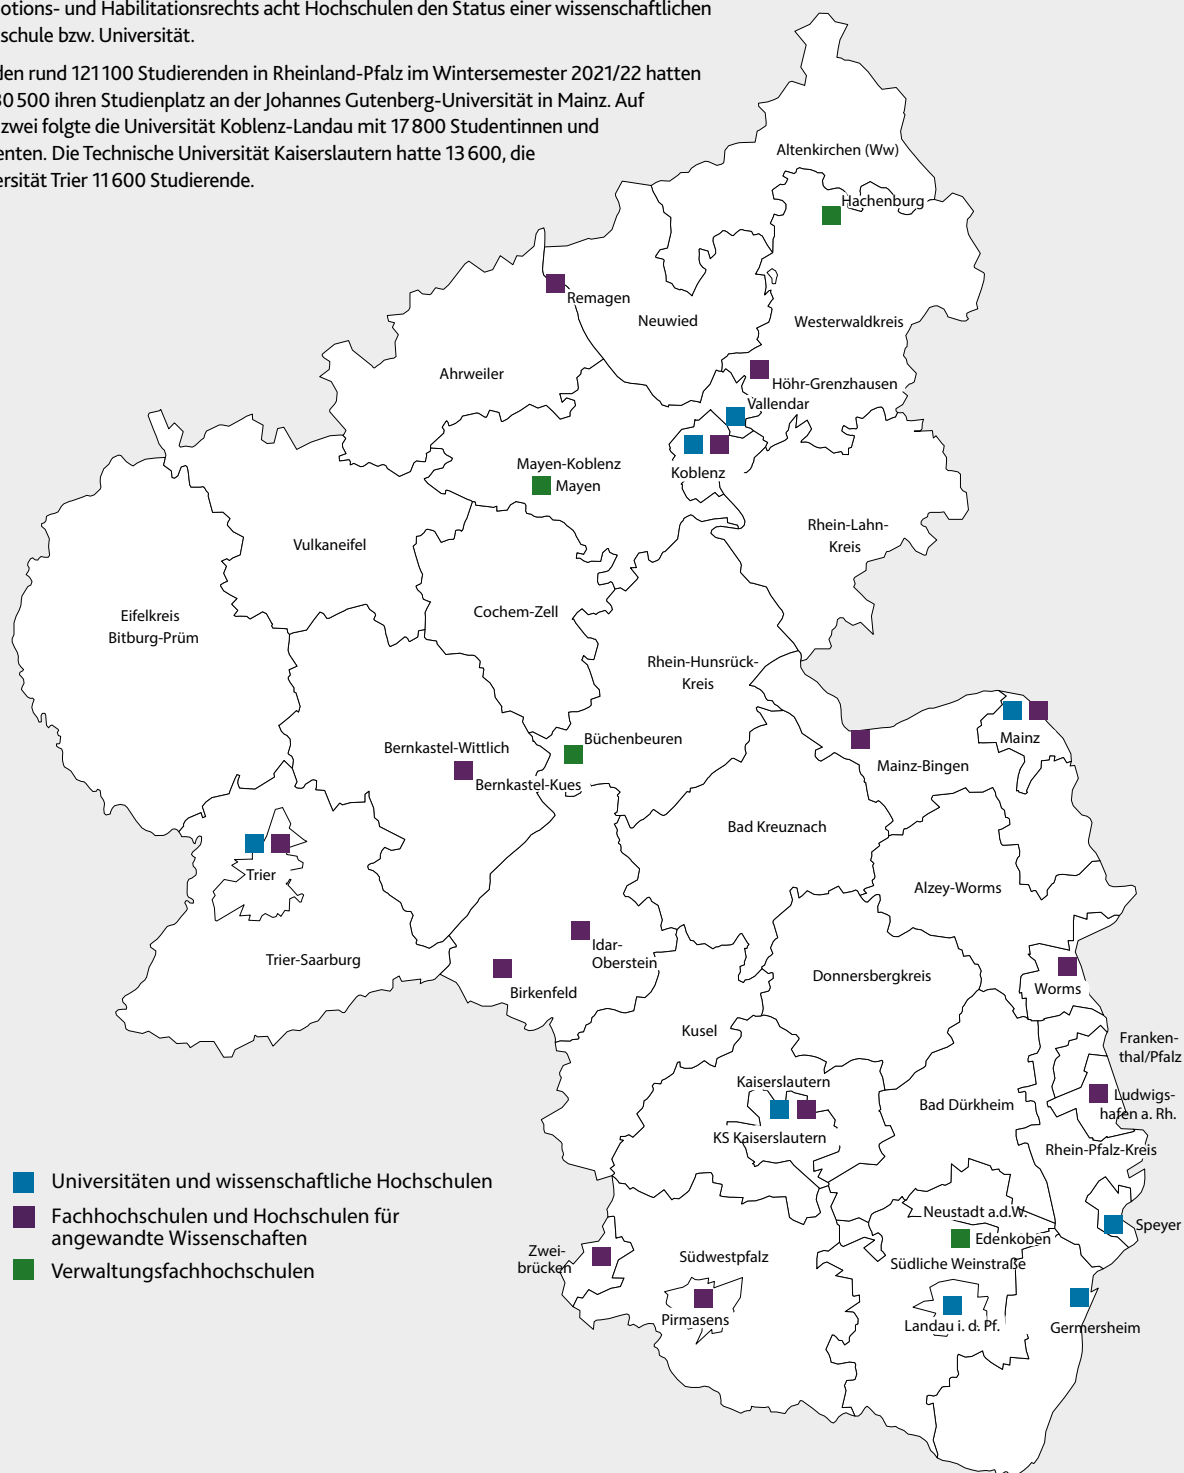 otions- und Habilitationsrechts acht Hochschulen den Status einer wissenschaftlichen
schule bzw. Universität.
den rund 121 100 Studierenden in Rheinland-Pfalz im Wintersemester 2021/22 hatten
30 500 ihren Studienplatz an der Johannes Gutenberg-Universität in Mainz. Auf
zwei folgte die Universität Koblenz-Landau mit 17 800 Studentinnen und
enten. Die Technische Universität Kaiserslautern hatte 13 600, die
ersität Trier 11 600 Studierende.
Altenkirchen (Ww)
Hachenburg
Remagen
Neuwied
Westerwaldkreis
Ahrweiler
Höhr-Grenzhausen
Vallendar
Mayen-Koblenz
Koblenz
Mayen
Rhein-Lahn-
Kreis
Vulkaneifel
Cochem-Zell
Eifelkreis
Bitburg-Prüm
Rhein-Hunsrück-
Kreis
Büchenbeuren
Mainz
Bernkastel-Wittlich
Mainz-Bingen
Bernkastel-Kues
Bad Kreuznach
Trier
Alzey-Worms
Idar-
Oberstein
Trier-Saarburg
Donnersbergkreis
Birkenfeld
Worms
Kusel
Franken-
thal/Pfalz
Kaiserslautern
Ludwigs-
hafen a. Rh.
Bad Dürkheim
KS Kaiserslautern
Rhein-Pfalz-Kreis
Universitäten und wissenschaftliche Hochschulen
Fachhochschulen und Hochschulen für
angewandte Wissenschaften
Verwaltungsfachhochschulen
Neustadt a.d.W.
Speyer
Edenkoben
Zwei-
brücken
Südwestpfalz
Südliche Weinstraße
Pirmasens
Landau i. d. Pf.
Germersheim